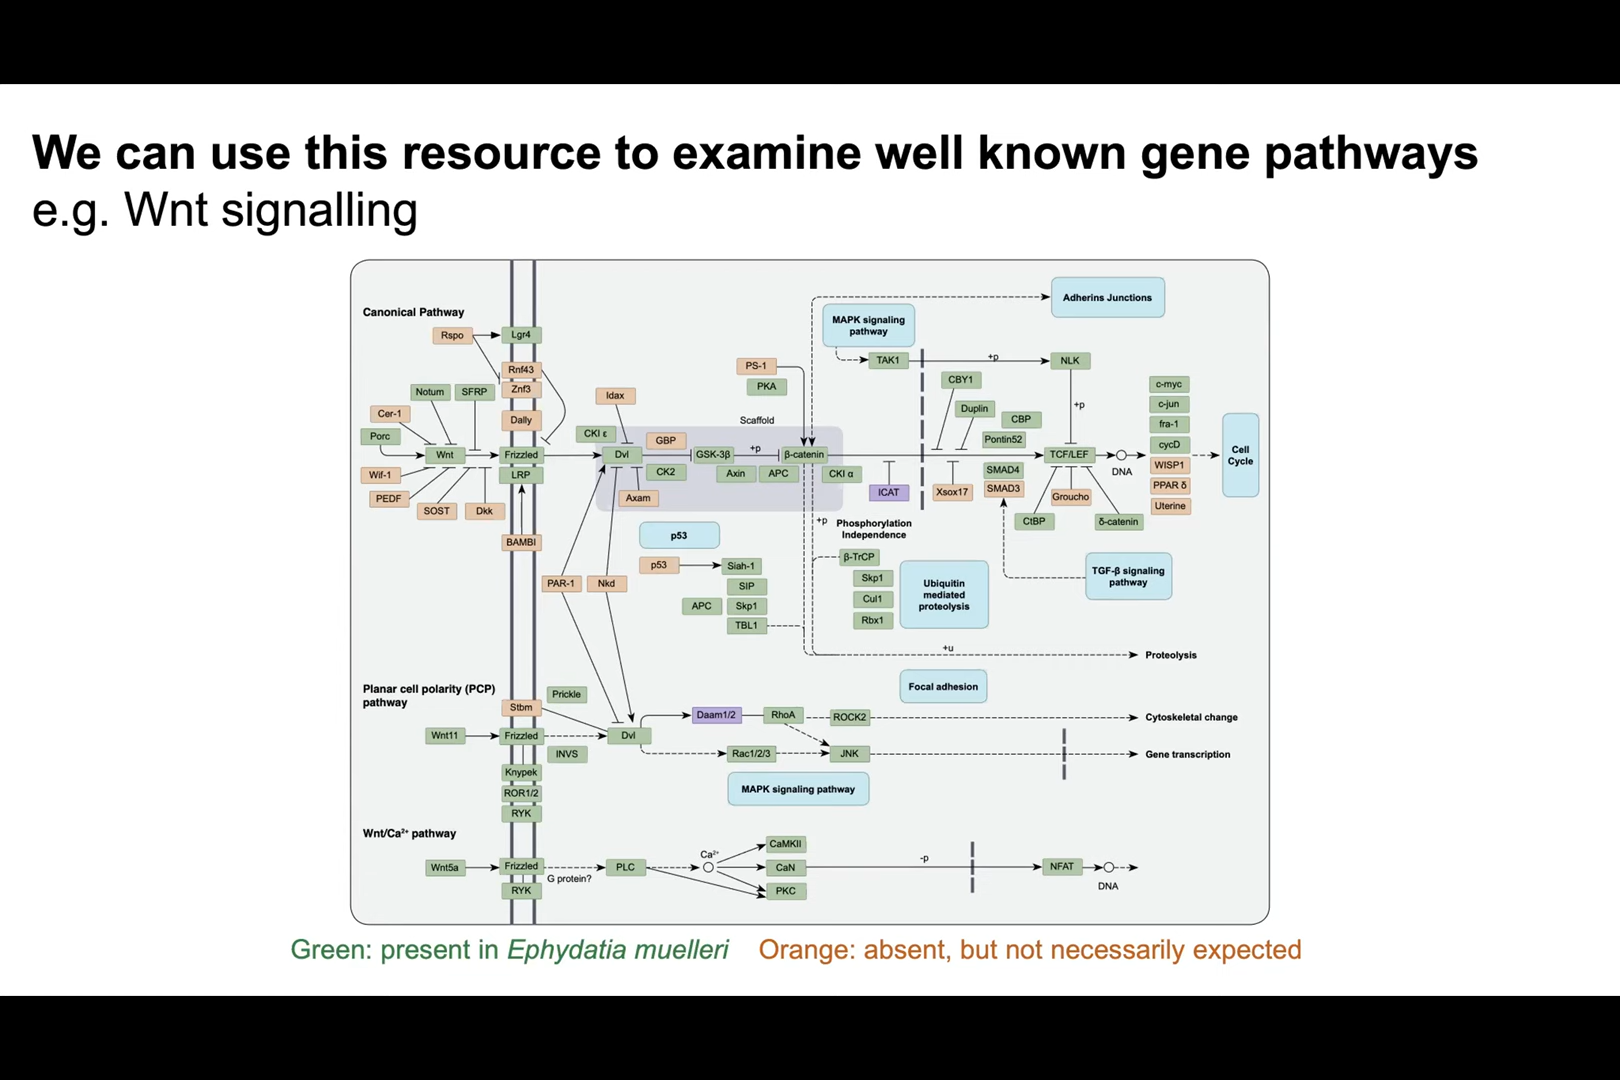 We can use this resource to examine well known gene pathways
e.g. Wnt signalling
Canonical Pathway
Rspo
Lgr4
Rnf43
Znf3
Notum
SFRP
Cer-1
Dally
Porc
Wnt
Frizzled
LRP
Wif-1
PEDF
SOST
Dkk
BAMBI
Idax
CKI ε
Dvl
GBP
CK2
Axam
PS-1
PKA
Scaffold
GSK-3β
+p
β-catenin
Axin
APC
CKI α
MAPK signaling
pathway
TAK1
Adherins Junctions
+p
NLK
CBY1
Duplin
CBP
Pontin52
+p
TCF/LEF
DNA
ICAT
Xsox17
SMAD4
SMAD3
Groucho
CtBP
δ-catenin
c-myc
c-jun
fra-1
cycD
WISP1
PPAR δ
Uterine
Cell
Cycle
p53
p53
Siah-1
SIP
APC
Skp1
TBL1
PAR-1
Nkd
+p
Phosphorylation
Independence
β-TrCP
Skp1
Cul1
Rbx1
Ubiquitin
mediated
proteolysis
TGF-β signaling
pathway
+u
Proteolysis
Focal adhesion
Planar cell polarity (PCP)
pathway
Prickle
Stbm
Wnt11
Frizzled
INVS
Knypek
ROR1/2
RYK
Dvl
Daam1/2
RhoA
ROCK2
Cytoskeletal change
Rac1/2/3
JNK
Gene transcription
MAPK signaling pathway
Wnt/Ca²⁺ pathway
Wnt5a
Frizzled
RYK
G protein?
PLC
Ca²⁺
CaMKII
CaN
PKC
-p
NFAT
DNA
Green: present in Ephydatia muelleri Orange: absent, but not necessarily expected